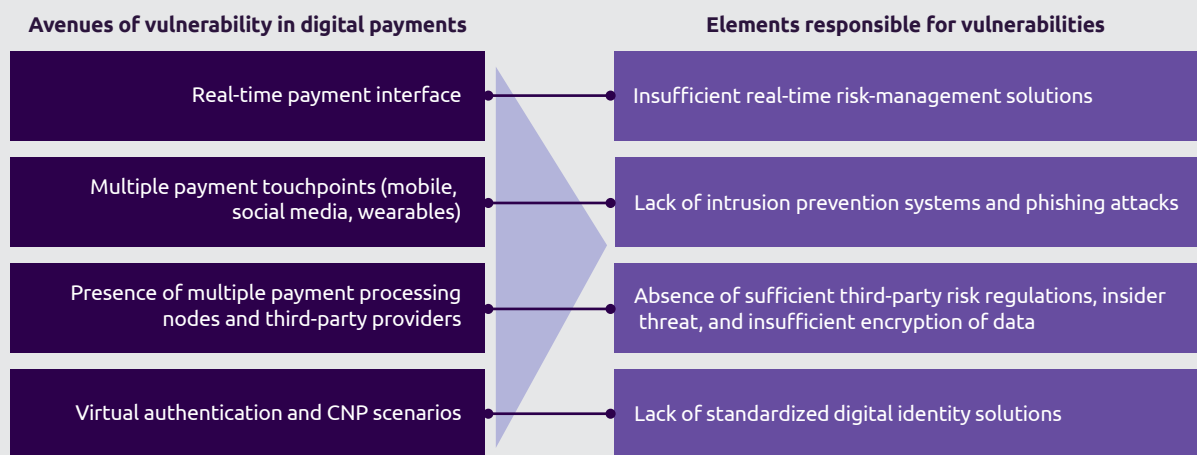 Avenues of vulnerability in digital payments
Elements responsible for vulnerabilities
Real-time payment interface
Insufficient real-time risk-management solutions
Multiple payment touchpoints (mobile,
social media, wearables)
Lack of intrusion prevention systems and phishing attacks
Presence of multiple payment processing
nodes and third-party providers
Absence of sufficient third-party risk regulations, insider
threat, and insufficient encryption of data
Virtual authentication and CNP scenarios
Lack of standardized digital identity solutions